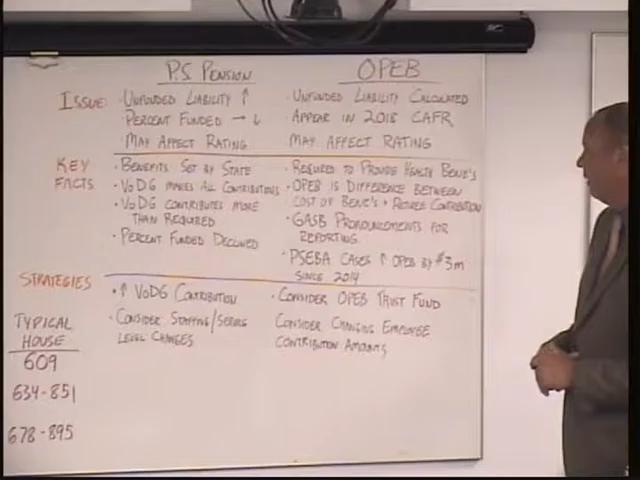 P.S. PENSION OPEB
ISSUE · UNFUNDED LIABILITY ↑ · UNFUNDED LIABILITY CALCULATED
· PERCENT FUNDED → ↓ · APPEAR IN 2018 CAFR
MAY AFFECT RATING MAY AFFECT RATING
KEY FACTS
· BENEFITS SET BY STATE
· VODG MAKES ALL CONTRIBUTIONS
· VODG CONTRIBUTES MORE
THAN REQUIRED
· PERCENT FUNDED DECLINED
· REQUIRED TO PROVIDE HEALTH BENE'S
· OPEB IS DIFFERENCE BETWEEN
COST OF BENE'S + RETIREE CONTRIBUTION
· GASB PRONOUNCEMENTS FOR
REPORTING
· PSEBA CASES ↑ OPEB BY $3M
SINCE 2014
STRATEGIES
· ↑ VODG CONTRIBUTION
· CONSIDER STAFFING/SERVICE
LEVEL CHANGES
· CONSIDER OPEB TRUST FUND
CONSIDER CHANGING EMPLOYEE
CONTRIBUTION AMOUNTS
TYPICAL
HOUSE
609
634-851
678-895